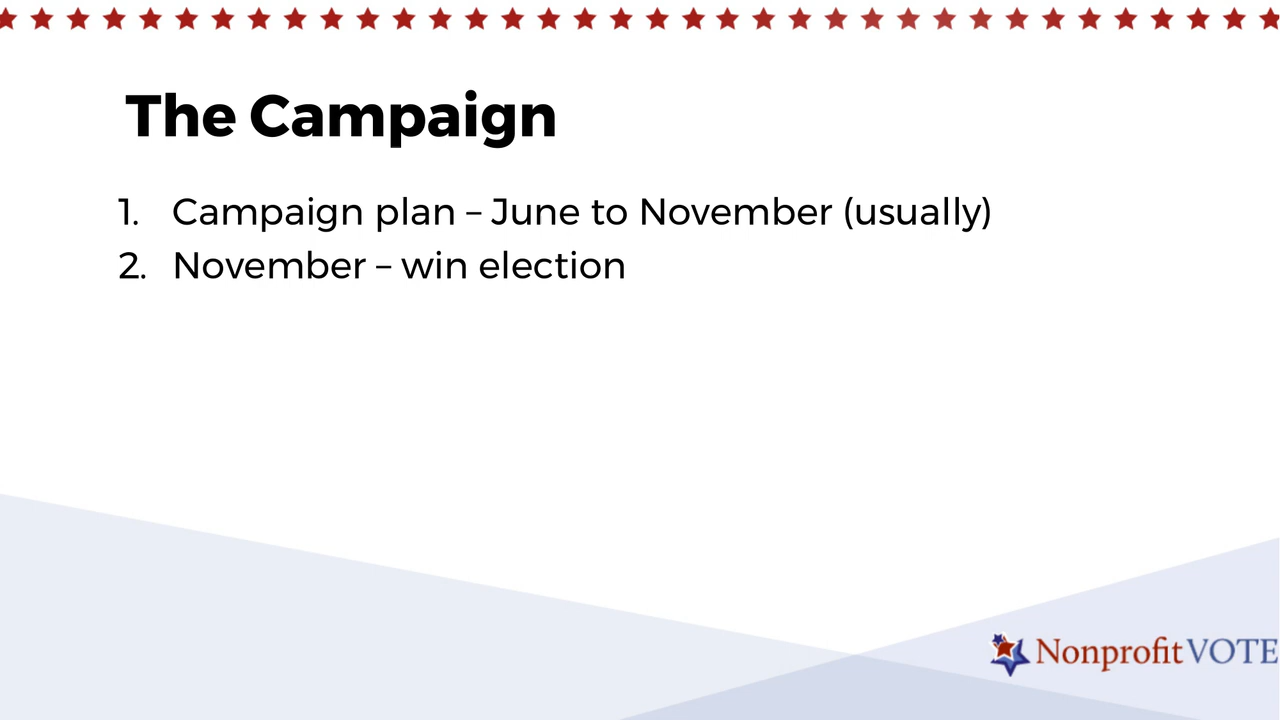 The Campaign
1. Campaign plan – June to November (usually)
2. November – win election
Nonprofit VOTE